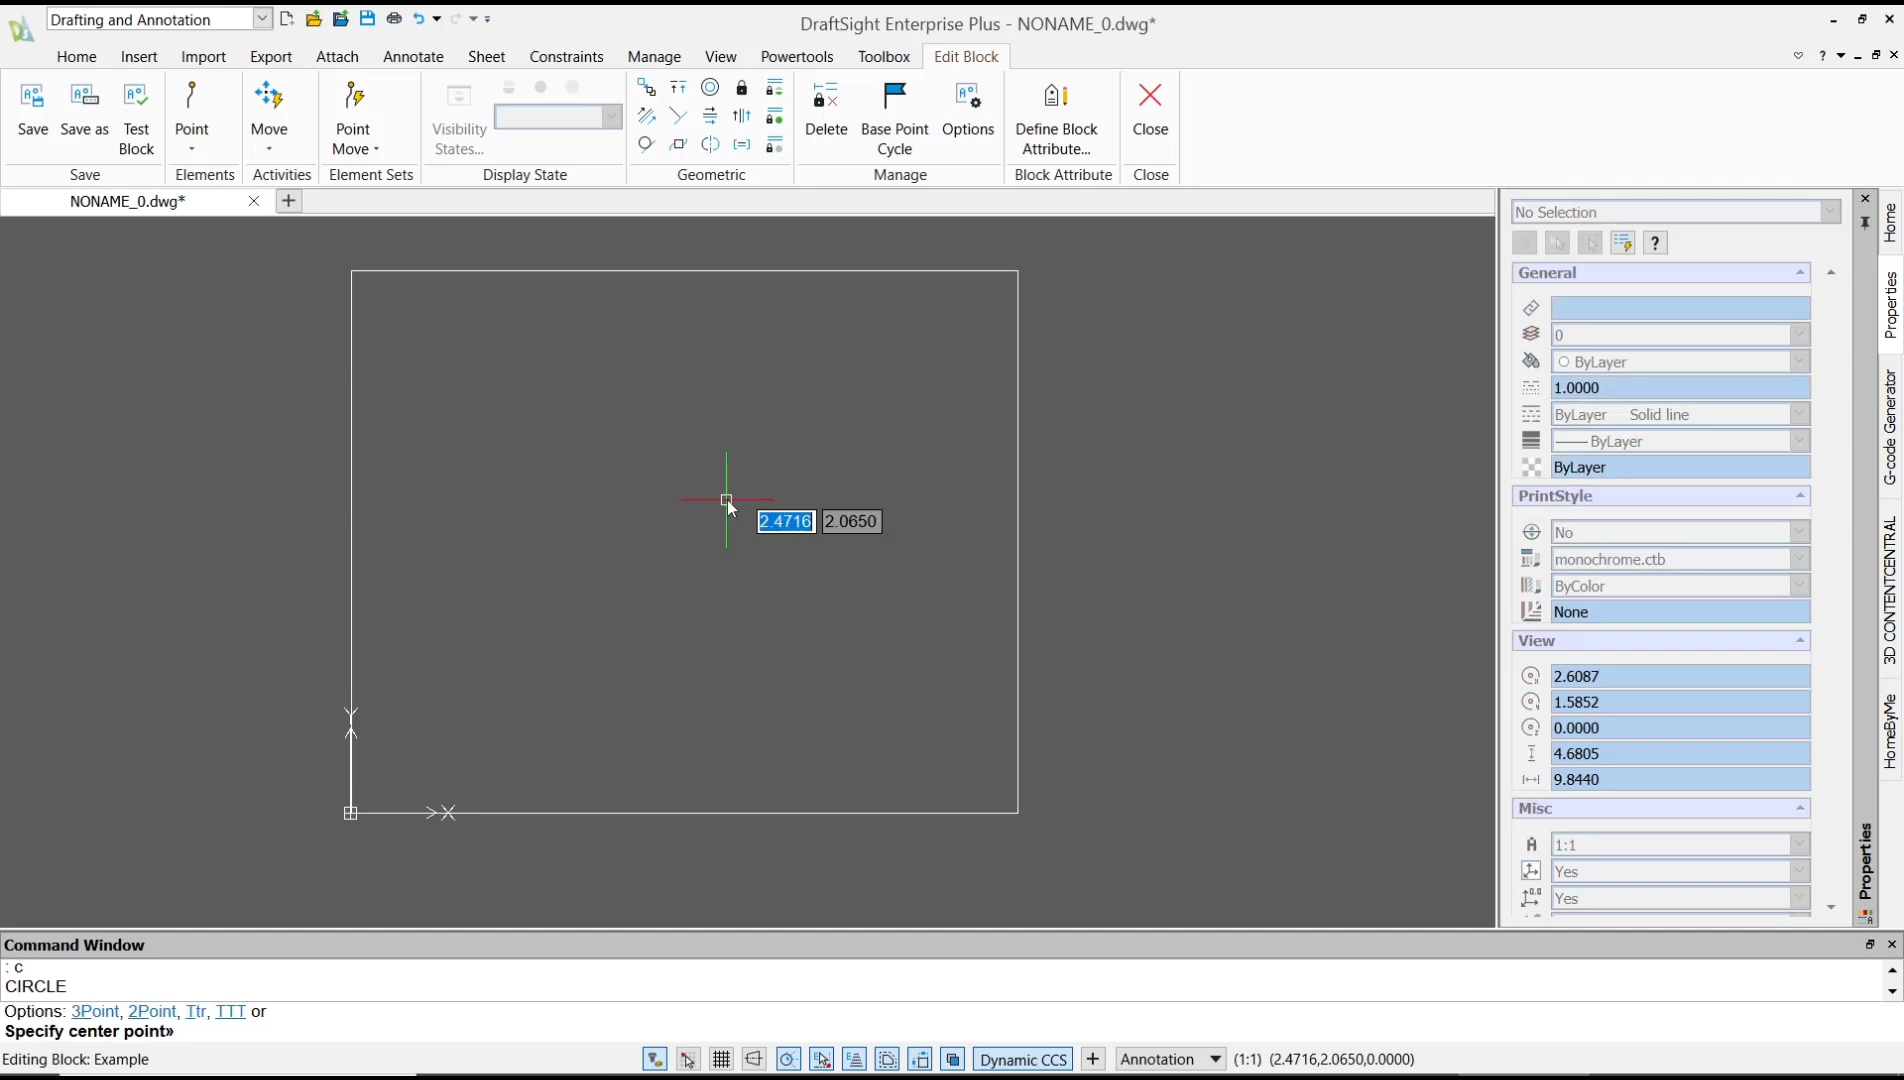 Drafting and Annotation
DraftSight Enterprise Plus - NONAME_0.dwg*
Home Insert Import Export Attach Annotate Sheet Constraints Manage View Powertools Toolbox Edit Block
Save Save as Test Block
Point
Move
Point Move
Visibility States...
Delete Base Point Cycle Options
Define Block Attribute...
Close
Save Elements Activities Element Sets Display State Geometric Manage Block Attribute Close
NONAME_0.dwg*
No Selection
General
0
ByLayer
1.0000
ByLayer Solid line
ByLayer
ByLayer
PrintStyle
No
monochrome.ctb
ByColor
None
View
2.6087
1.5852
0.0000
4.6805
9.8440
Misc
1:1
Yes
Yes
Properties
Home
Properties
G-code Generator
3D CONTENTCENTRAL
HomeByMe
2.4716 2.0650
Y
X
Command Window
: c
CIRCLE
Options: 3Point, 2Point, Ttr, TTT or
Specify center point»
Editing Block: Example
Dynamic CCS + Annotation (1:1) (2.4716,2.0650,0.0000)